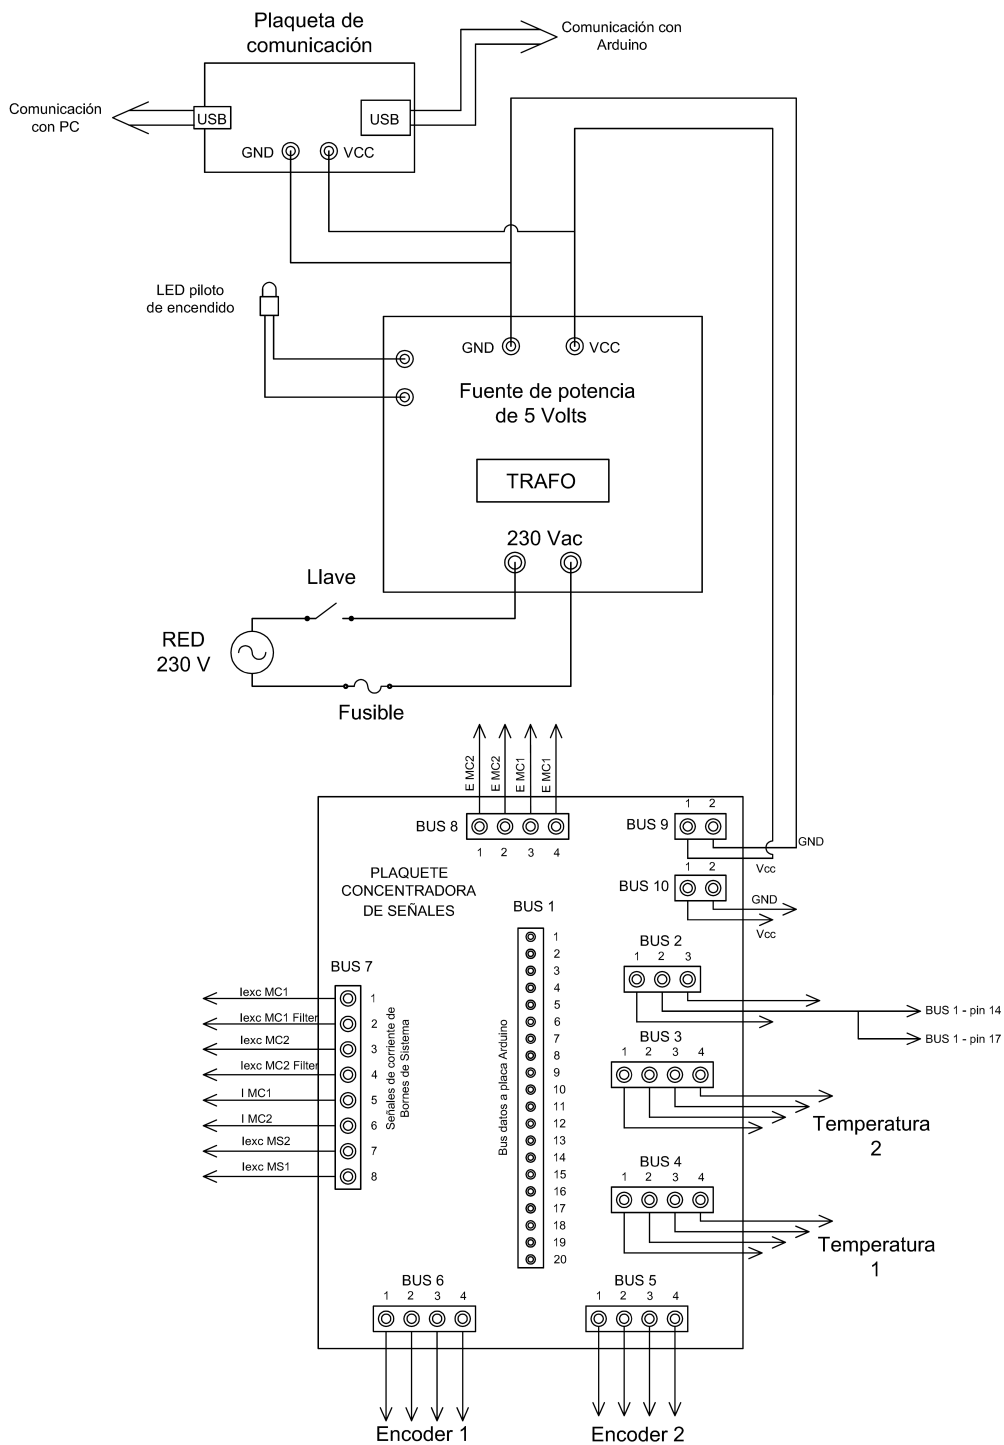 Plaqueta de
comunicación
Comunicación con
Arduino
Comunicación
con PC
USB
USB
GND
VCC
LED piloto
de encendido
GND
VCC
Fuente de potencia
de 5 Volts
TRAFO
230 Vac
Llave
RED
230 V
Fusible
E MC2
E MC2
E MC1
E MC1
BUS 8
1 2 3 4
BUS 9
1 2
GND
Vcc
BUS 10
1 2
GND
Vcc
PLAQUETE
CONCENTRADORA
DE SEÑALES
BUS 1
1
2
3
4
5
6
7
8
9
10
11
12
13
14
15
16
17
18
19
20
Bus datos a placa Arduino
BUS 2
1 2 3
BUS 1 - pin 14
BUS 1 - pin 17
BUS 7
Iexc MC1
1
Iexc MC1 Filter
2
Iexc MC2
3
Iexc MC2 Filter
4
I MC1
5
I MC2
6
Iexc MS2
7
Iexc MS1
8
Señales de corriente de
Bornes de Sistema
BUS 3
1 2 3 4
Temperatura
2
BUS 4
1 2 3 4
Temperatura
1
BUS 6
1 2 3 4
Encoder 1
BUS 5
1 2 3 4
Encoder 2